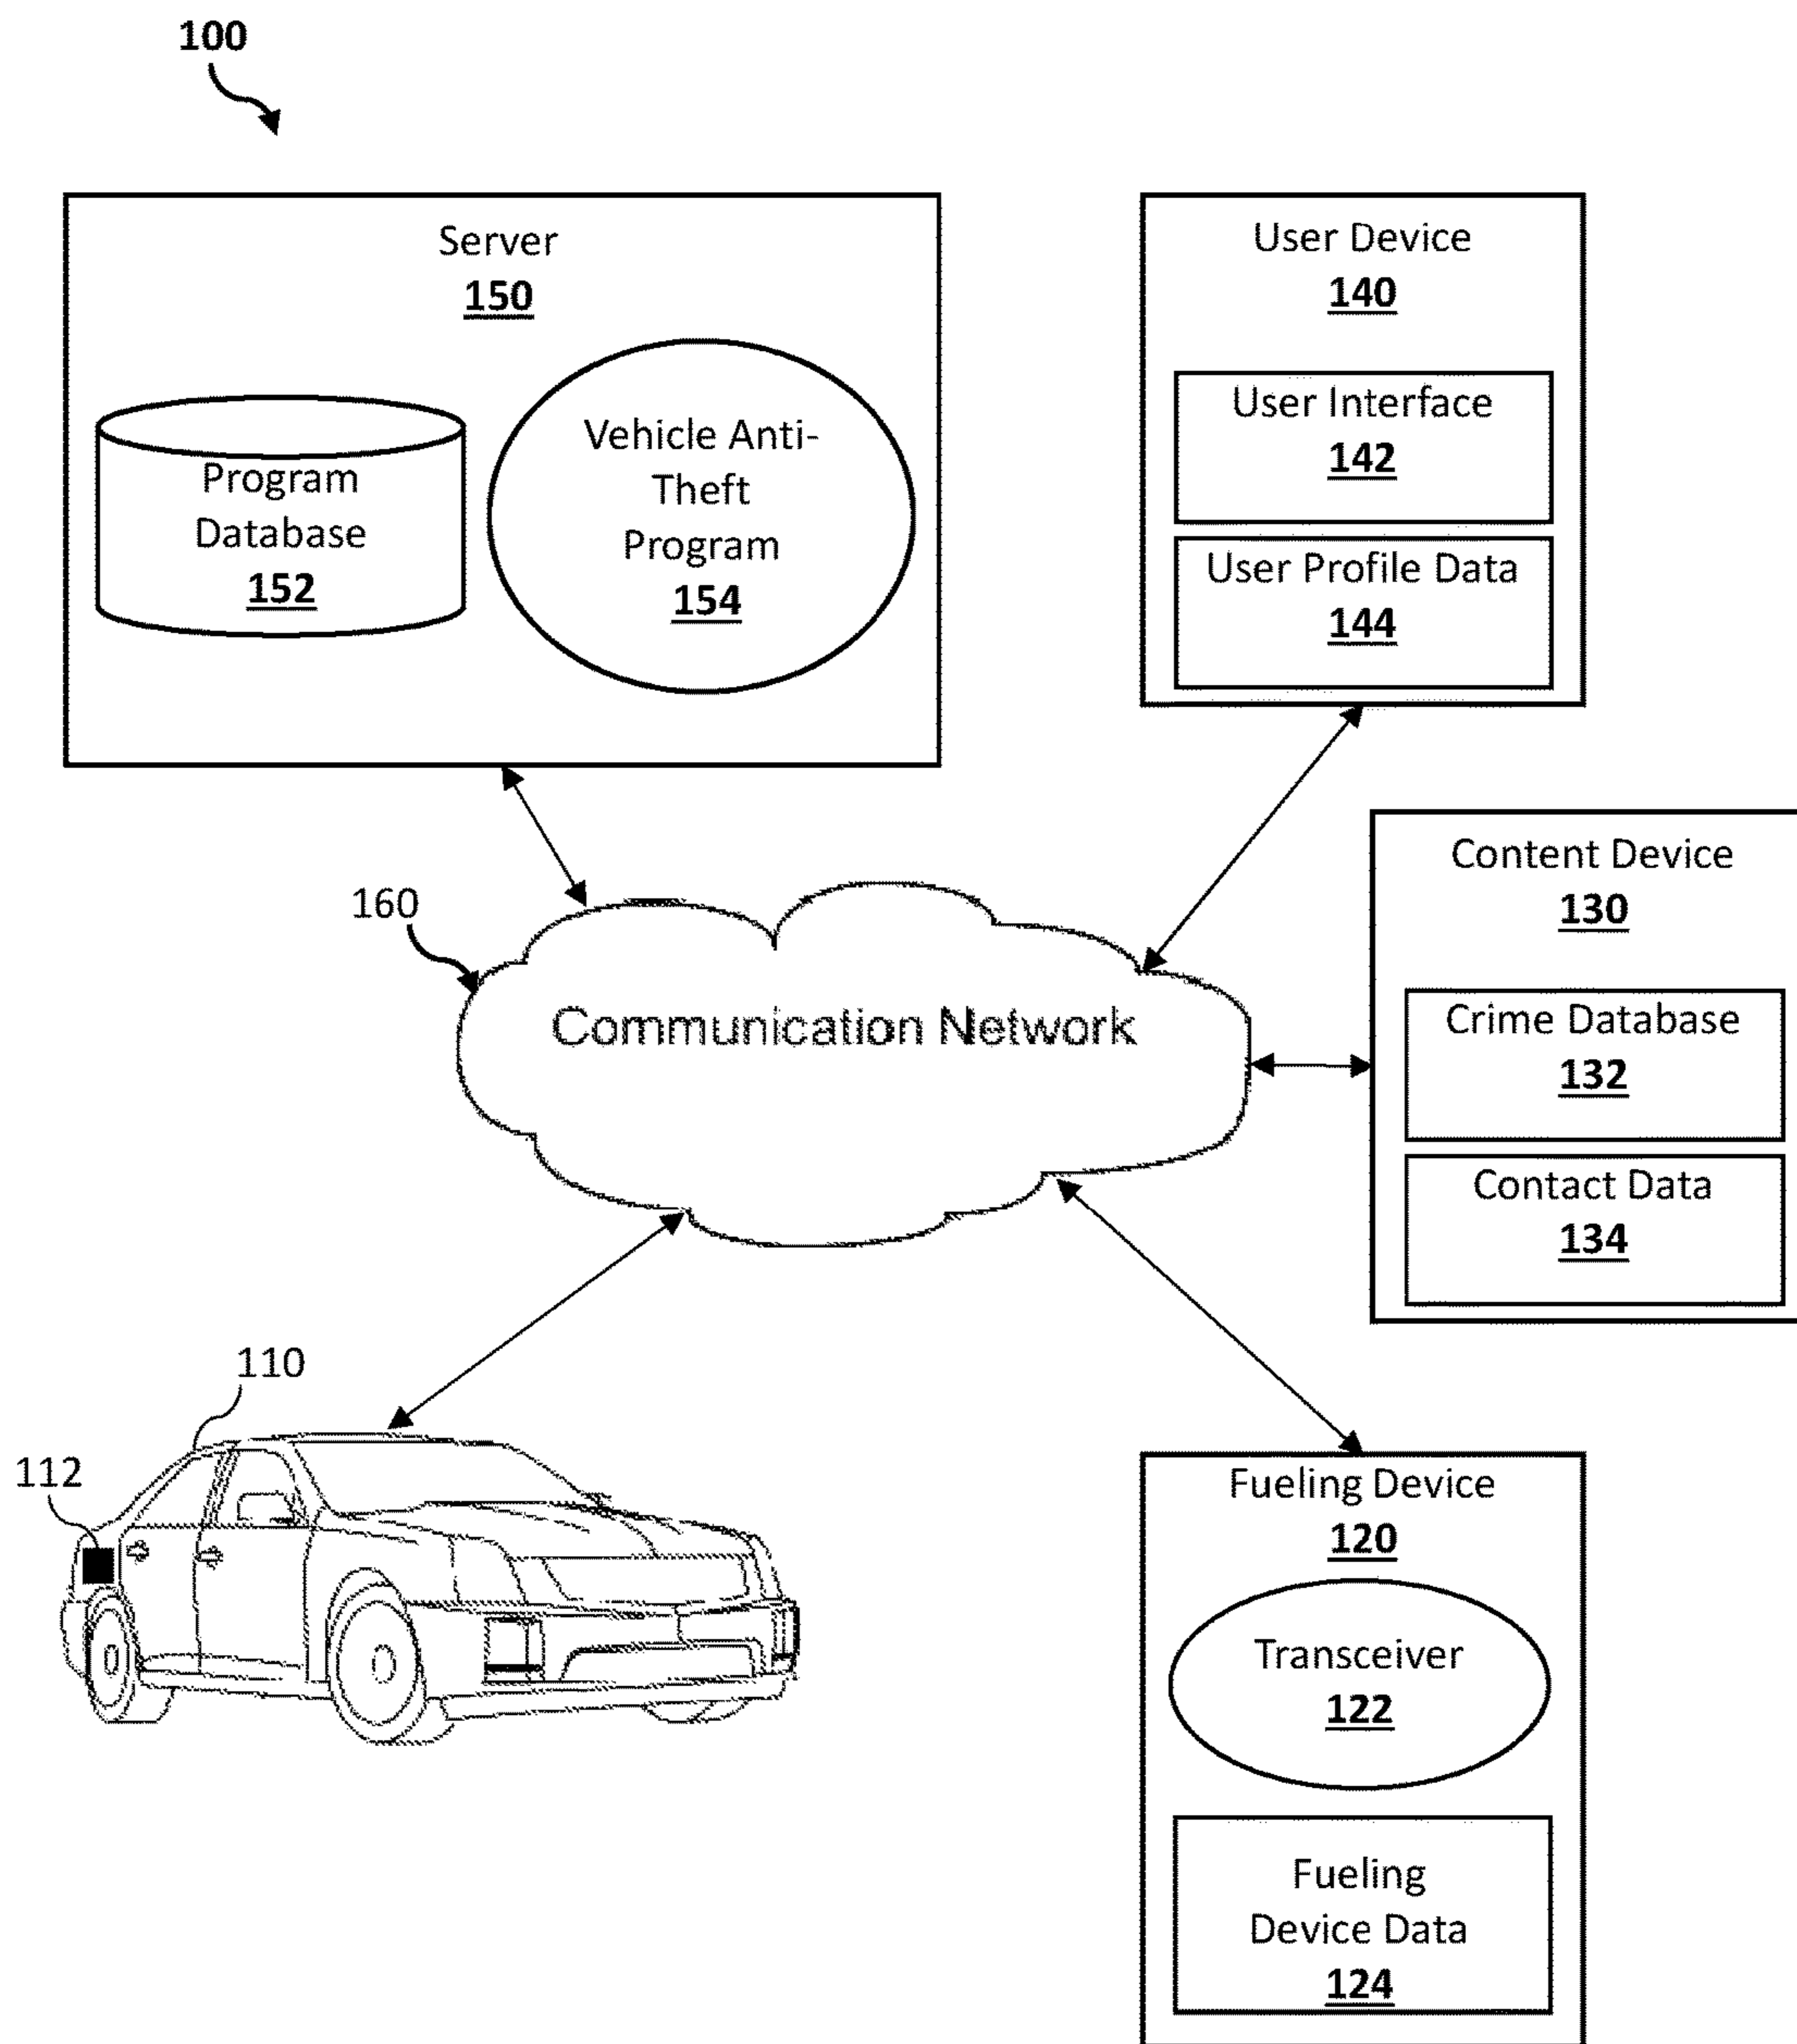 100
Server
150
Program
Database
152
Vehicle Anti-
Theft
Program
154
User Device
140
User Interface
142
User Profile Data
144
Content Device
130
Crime Database
132
Contact Data
134
160
Communication Network
110
112
Fueling Device
120
Transceiver
122
Fueling
Device Data
124